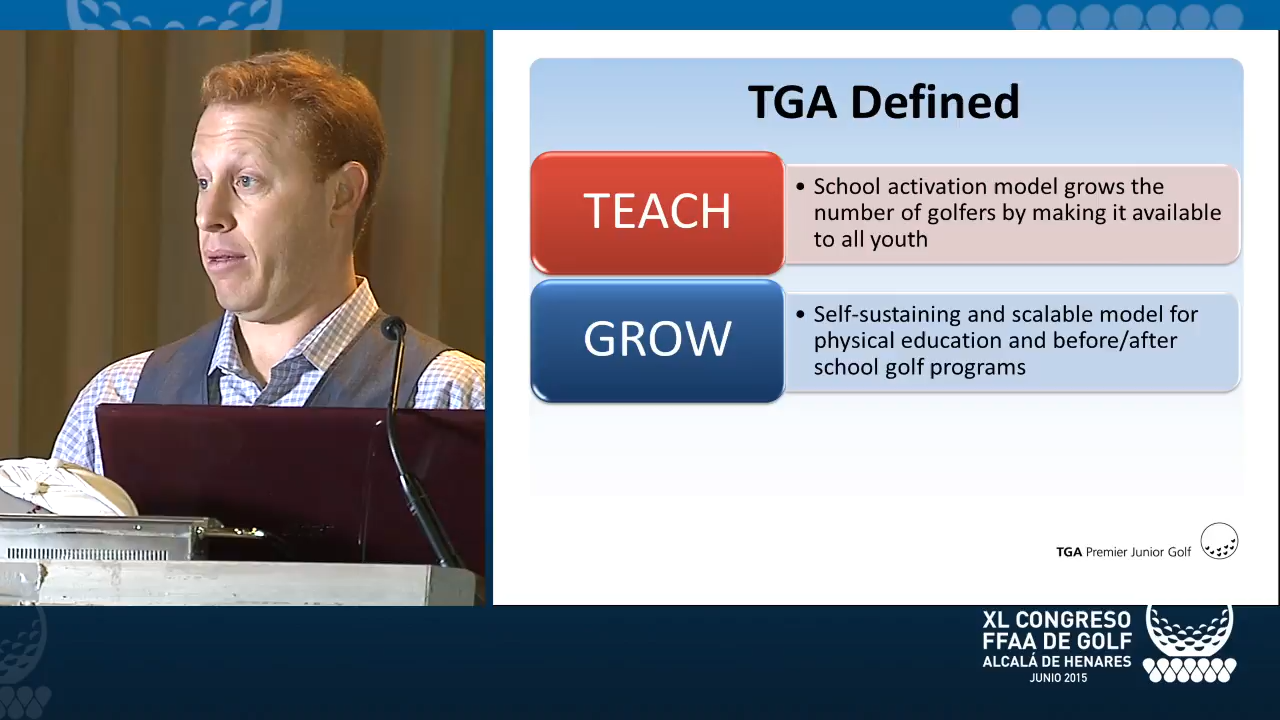 TGA Defined
TEACH
• School activation model grows the
number of golfers by making it available
to all youth
GROW
• Self-sustaining and scalable model for
physical education and before/after
school golf programs
TGA Premier Junior Golf
XL CONGRESO
FFAA DE GOLF
ALCALÁ DE HENARES
JUNIO 2015